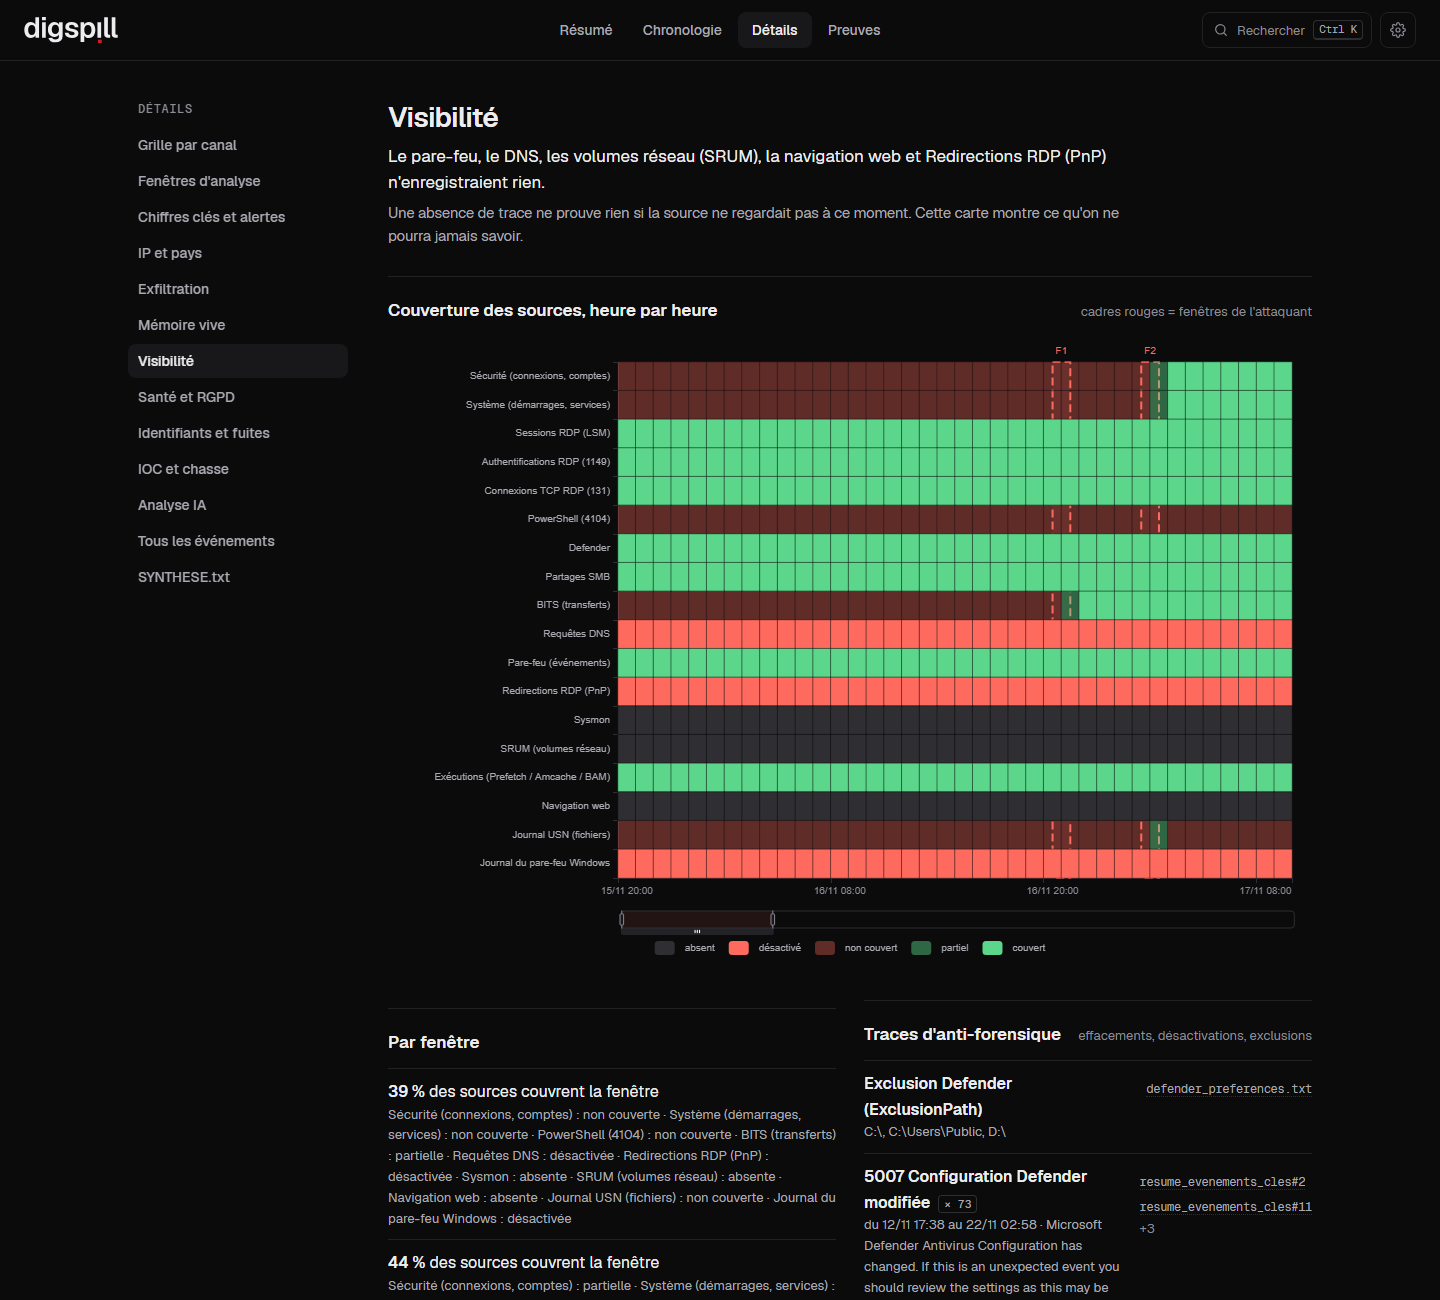 digspill
Résumé
Chronologie
Détails
Preuves
Rechercher
Ctrl K
DÉTAILS
Grille par canal
Fenêtres d'analyse
Chiffres clés et alertes
IP et pays
Exfiltration
Mémoire vive
Visibilité
Santé et RGPD
Identifiants et fuites
IOC et chasse
Analyse IA
Tous les événements
SYNTHESE.txt
Visibilité
Le pare-feu, le DNS, les volumes réseau (SRUM), la navigation web et Redirections RDP (PnP)
n'enregistraient rien.
Une absence de trace ne prouve rien si la source ne regardait pas à ce moment. Cette carte montre ce qu'on ne
pourra jamais savoir.
Couverture des sources, heure par heure
cadres rouges = fenêtres de l'attaquant
F1
F2
Sécurité (connexions, comptes)
Système (démarrages, services)
Sessions RDP (LSM)
Authentifications RDP (1149)
Connexions TCP RDP (131)
PowerShell (4104)
Defender
Partages SMB
BITS (transferts)
Requêtes DNS
Pare-feu (événements)
Redirections RDP (PnP)
Sysmon
SRUM (volumes réseau)
Exécutions (Prefetch / Amcache / BAM)
Navigation web
Journal USN (fichiers)
Journal du pare-feu Windows
15/11 20:00
16/11 08:00
16/11 20:00
17/11 08:00
absent
désactivé
non couvert
partiel
couvert
Par fenêtre
39 % des sources couvrent la fenêtre
Sécurité (connexions, comptes) : non couverte · Système (démarrages,
services) : non couverte · PowerShell (4104) : non couverte · BITS (transferts)
: partielle · Requêtes DNS : désactivée · Redirections RDP (PnP) :
désactivée · Sysmon : absente · SRUM (volumes réseau) : absente ·
Navigation web : absente · Journal USN (fichiers) : non couverte · Journal du
pare-feu Windows : désactivée
44 % des sources couvrent la fenêtre
Sécurité (connexions, comptes) : partielle · Système (démarrages, services) :
Traces d'anti-forensique
effacements, désactivations, exclusions
Exclusion Defender
(ExclusionPath)
defender_preferences.txt
C:\, C:\Users\Public, D:\
5007 Configuration Defender
modifiée × 73
resume_evenements_cles#2
resume_evenements_cles#11
+3
du 12/11 17:38 au 22/11 02:58 · Microsoft
Defender Antivirus Configuration has
changed. If this is an unexpected event you
should review the settings as this may be